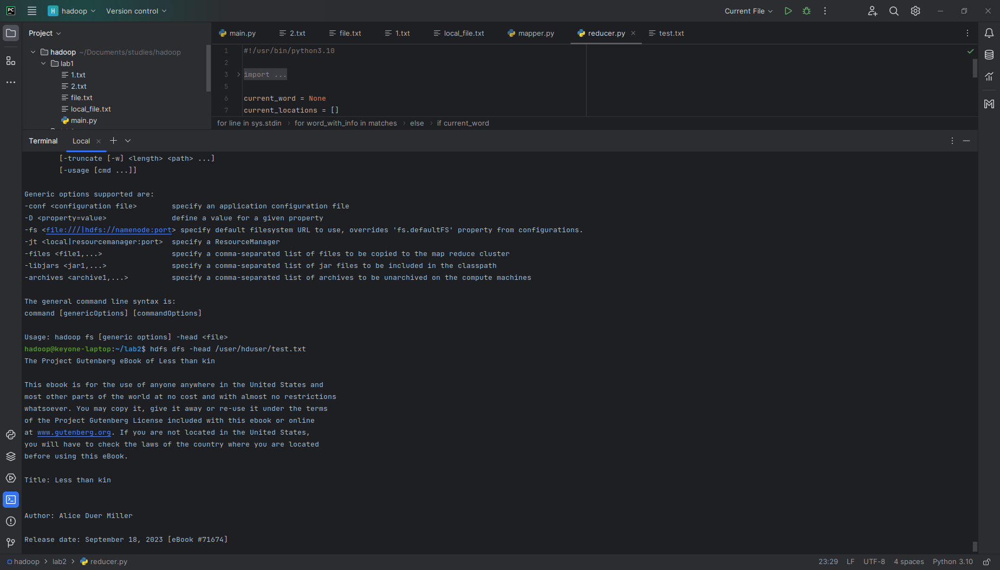 PC
H hadoop Version control Current File
Project
hadoop ~/Documents/studies/hadoop
lab1
1.txt
2.txt
file.txt
local_file.txt
main.py
main.py 2.txt file.txt 1.txt local_file.txt mapper.py reducer.py test.txt
1 #!/usr/bin/python3.10
2
3 import ...
5
6 current_word = None
7 current_locations = []
for line in sys.stdin for word_with_info in matches else if current_word
Terminal Local
[-truncate [-w] <length> <path> ...]
[-usage [cmd ...]]
Generic options supported are:
-conf <configuration file> specify an application configuration file
-D <property=value> define a value for a given property
-fs <file:///|hdfs://namenode:port> specify default filesystem URL to use, overrides 'fs.defaultFS' property from configurations.
-jt <local|resourcemanager:port> specify a ResourceManager
-files <file1,...> specify a comma-separated list of files to be copied to the map reduce cluster
-libjars <jar1,...> specify a comma-separated list of jar files to be included in the classpath
-archives <archive1,...> specify a comma-separated list of archives to be unarchived on the compute machines
The general command line syntax is:
command [genericOptions] [commandOptions]
Usage: hadoop fs [generic options] -head <file>
hadoop@keyone-laptop:~/lab2$ hdfs dfs -head /user/hduser/test.txt
The Project Gutenberg eBook of Less than kin
This ebook is for the use of anyone anywhere in the United States and
most other parts of the world at no cost and with almost no restrictions
whatsoever. You may copy it, give it away or re-use it under the terms
of the Project Gutenberg License included with this ebook or online
at www.gutenberg.org. If you are not located in the United States,
you will have to check the laws of the country where you are located
before using this eBook.
Title: Less than kin
Author: Alice Duer Miller
Release date: September 18, 2023 [eBook #71674]
hadoop lab2 reducer.py 23:29 LF UTF-8 4 spaces Python 3.10